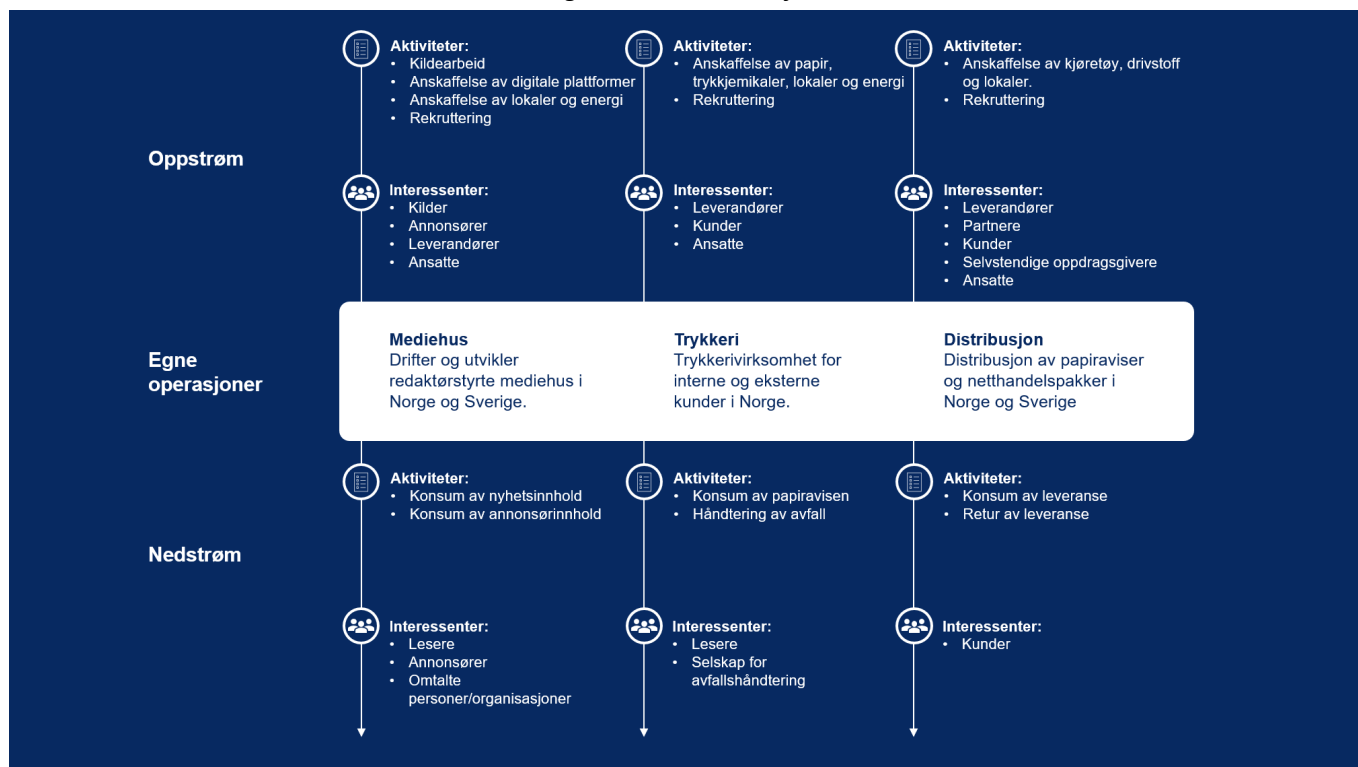 Aktiviteter:
• Kildearbeid
• Anskaffelse av digitale plattformer
• Anskaffelse av lokaler og energi
• Rekruttering
Aktiviteter:
• Anskaffelse av papir,
trykkjemikaler, lokaler og energi
• Rekruttering
Aktiviteter:
• Anskaffelse av kjøretøy, drivstoff
og lokaler.
• Rekruttering
Oppstrøm
Interessenter:
• Kilder
• Annonsører
• Leverandører
• Ansatte
Interessenter:
• Leverandører
• Kunder
• Ansatte
Interessenter:
• Leverandører
• Partnere
• Kunder
• Selvstendige oppdragsgivere
• Ansatte
Egne
operasjoner
Mediehus
Drifter og utvikler
redaktørstyrte mediehus i
Norge og Sverige.
Trykkeri
Trykkerivirksomhet for
interne og eksterne
kunder i Norge.
Distribusjon
Distribusjon av papiraviser
og netthandelspakker i
Norge og Sverige
Aktiviteter:
• Konsum av nyhetsinnhold
• Konsum av annonsørinnhold
Aktiviteter:
• Konsum av papiravisen
• Håndtering av avfall
Aktiviteter:
• Konsum av leveranse
• Retur av leveranse
Nedstrøm
Interessenter:
• Lesere
• Annonsører
• Omtalte
personer/organisasjoner
Interessenter:
• Lesere
• Selskap for
avfallshåndtering
Interessenter:
• Kunder